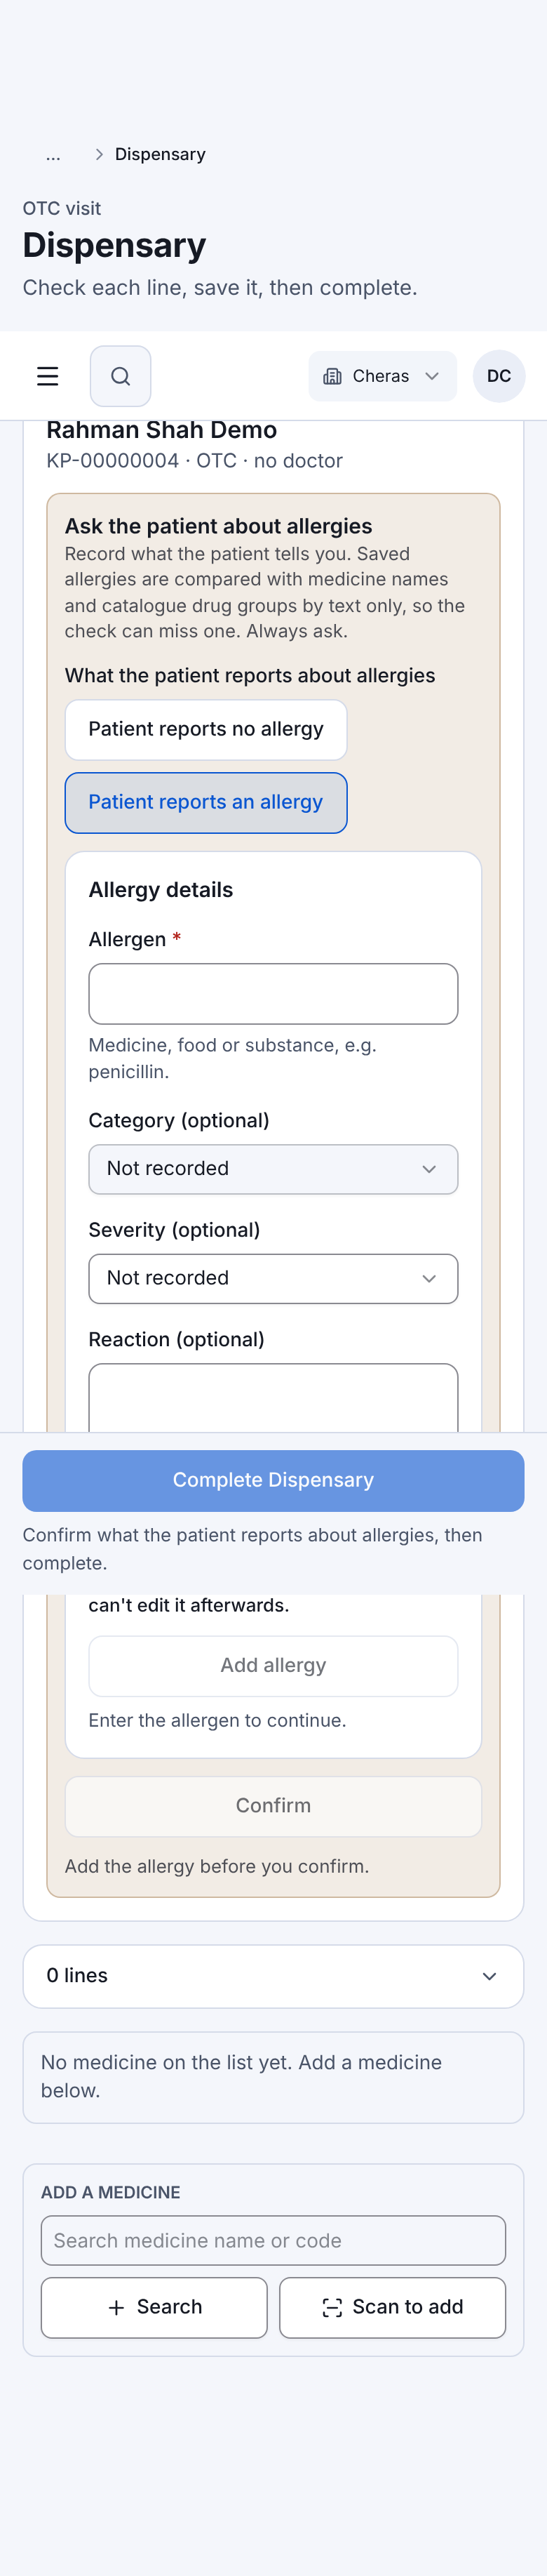 ... > Dispensary
OTC visit
Dispensary
Check each line, save it, then complete.
Cheras
DC
Rahman Shah Demo
KP-00000004 · OTC · no doctor
Ask the patient about allergies
Record what the patient tells you. Saved
allergies are compared with medicine names
and catalogue drug groups by text only, so the
check can miss one. Always ask.
What the patient reports about allergies
Patient reports no allergy
Patient reports an allergy
Allergy details
Allergen *
Medicine, food or substance, e.g.
penicillin.
Category (optional)
Not recorded
Severity (optional)
Not recorded
Reaction (optional)
Complete Dispensary
Confirm what the patient reports about allergies, then
complete.
can't edit it afterwards.
Add allergy
Enter the allergen to continue.
Confirm
Add the allergy before you confirm.
0 lines
No medicine on the list yet. Add a medicine
below.
ADD A MEDICINE
Search medicine name or code
+ Search
Scan to add